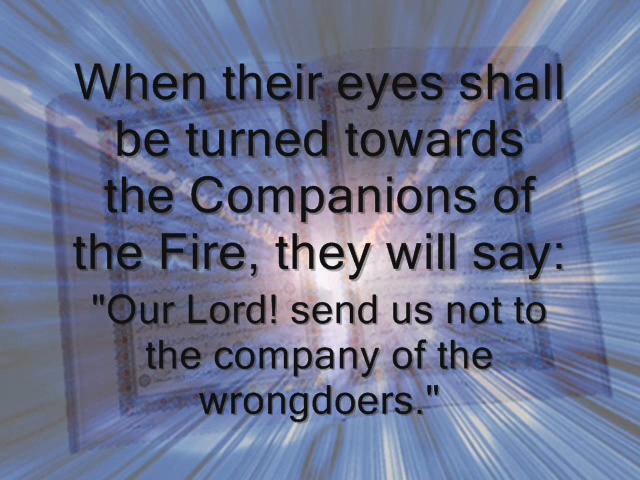 When their eyes shall
be turned towards
the Companions of
the Fire, they will say:
"Our Lord! send us not to
the company of the
wrongdoers."